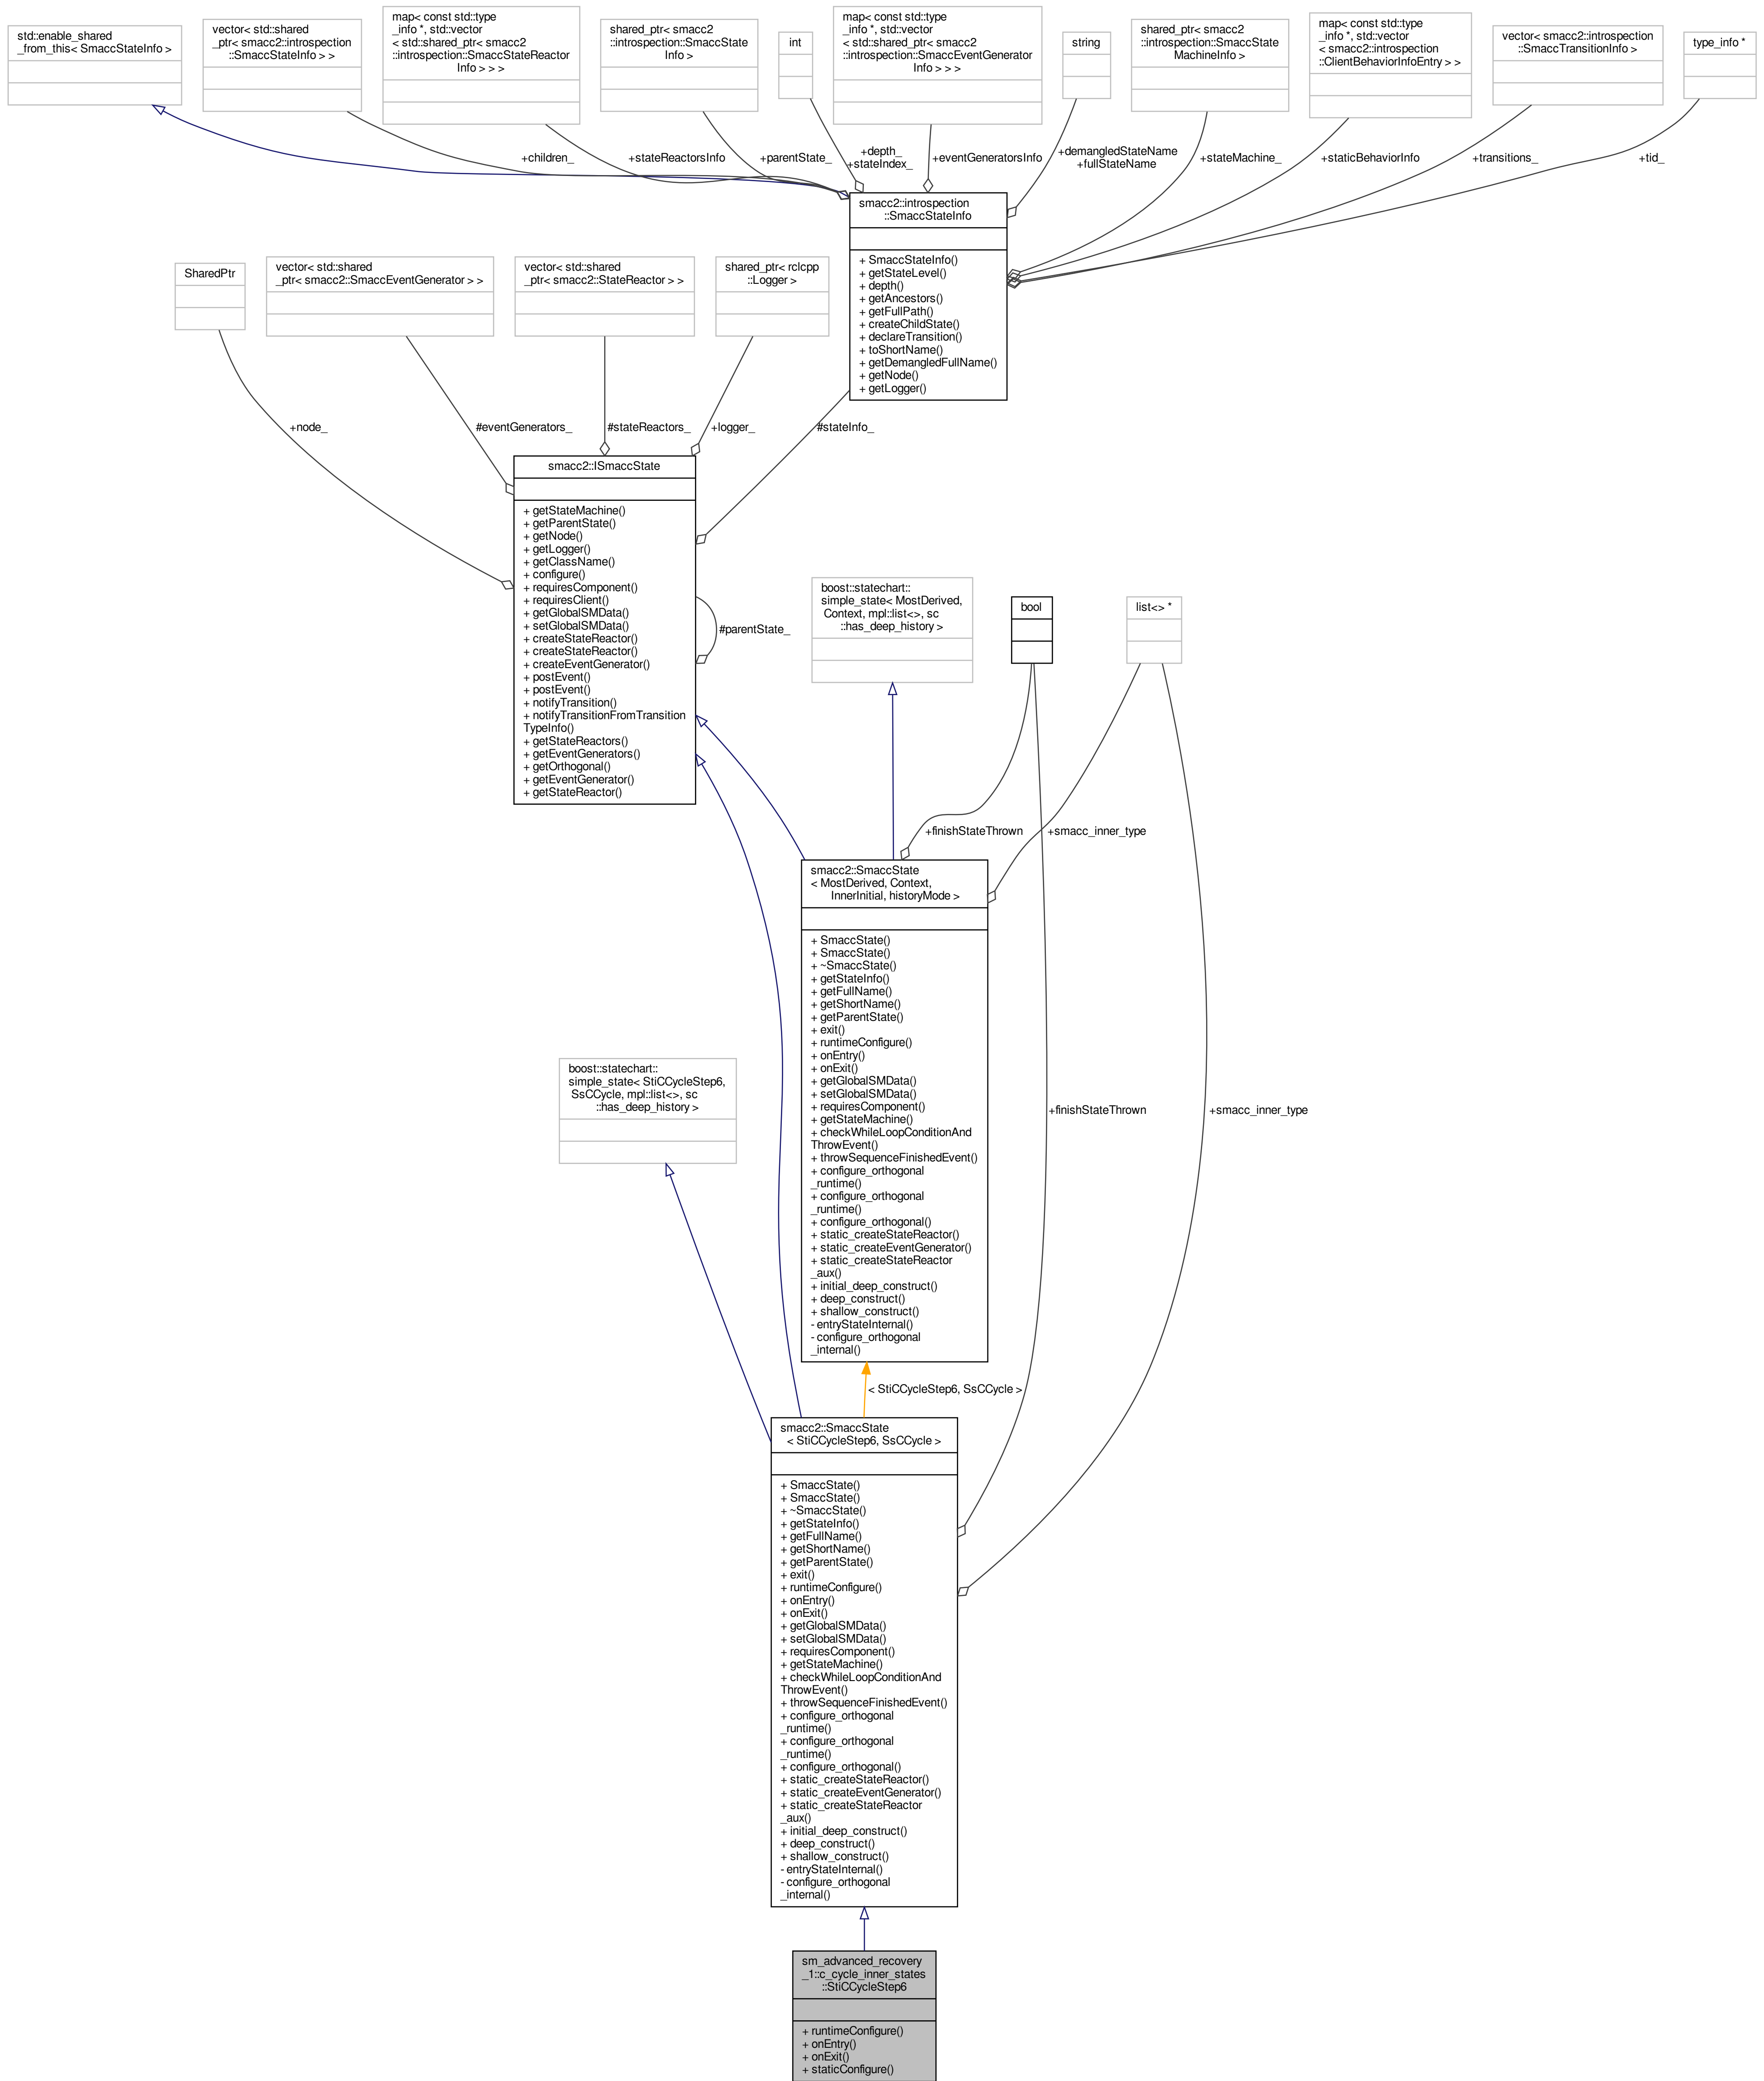 std::enable_shared
_from_this< SmaccStateInfo >
vector< std::shared
_ptr< smacc2::introspection
::SmaccStateInfo > >
map< const std::type
_info *, std::vector
< std::shared_ptr< smacc2
::introspection::SmaccStateReactor
Info > > >
shared_ptr< smacc2
::introspection::SmaccState
Info >
int
map< const std::type
_info *, std::vector
< std::shared_ptr< smacc2
::introspection::SmaccEventGenerator
Info > > >
string
shared_ptr< smacc2
::introspection::SmaccState
MachineInfo >
map< const std::type
_info *, std::vector
< smacc2::introspection
::ClientBehaviorInfoEntry > >
vector< smacc2::introspection
::SmaccTransitionInfo >
type_info *
+children_
+stateReactorsInfo
+parentState_
+depth_
+stateIndex_
+eventGeneratorsInfo
+demangledStateName
+fullStateName
+stateMachine_
+staticBehaviorInfo
+transitions_
+tid_
smacc2::introspection
::SmaccStateInfo
+ SmaccStateInfo()
+ getStateLevel()
+ depth()
+ getAncestors()
+ getFullPath()
+ createChildState()
+ declareTransition()
+ toShortName()
+ getDemangledFullName()
+ getNode()
+ getLogger()
SharedPtr
vector< std::shared
_ptr< smacc2::SmaccEventGenerator > >
vector< std::shared
_ptr< smacc2::StateReactor > >
shared_ptr< rclcpp
::Logger >
+node_
#eventGenerators_
#stateReactors_
+logger_
#stateInfo_
smacc2::ISmaccState
+ getStateMachine()
+ getParentState()
+ getNode()
+ getLogger()
+ getClassName()
+ configure()
+ requiresComponent()
+ requiresClient()
+ getGlobalSMData()
+ setGlobalSMData()
+ createStateReactor()
+ createStateReactor()
+ createEventGenerator()
+ postEvent()
+ postEvent()
+ notifyTransition()
+ notifyTransitionFromTransition
TypeInfo()
+ getStateReactors()
+ getEventGenerators()
+ getOrthogonal()
+ getEventGenerator()
+ getStateReactor()
#parentState_
boost::statechart::
simple_state< MostDerived,
Context, mpl::list<>, sc
::has_deep_history >
bool
list<> *
+finishStateThrown
+smacc_inner_type
smacc2::SmaccState
< MostDerived, Context,
InnerInitial, historyMode >
+ SmaccState()
+ SmaccState()
+ ~SmaccState()
+ getStateInfo()
+ getFullName()
+ getShortName()
+ getParentState()
+ exit()
+ runtimeConfigure()
+ onEntry()
+ onExit()
+ getGlobalSMData()
+ setGlobalSMData()
+ requiresComponent()
+ getStateMachine()
+ checkWhileLoopConditionAnd
ThrowEvent()
+ throwSequenceFinishedEvent()
+ configure_orthogonal
_runtime()
+ configure_orthogonal
_runtime()
+ configure_orthogonal()
+ static_createStateReactor()
+ static_createEventGenerator()
+ static_createStateReactor
_aux()
+ initial_deep_construct()
+ deep_construct()
+ shallow_construct()
- entryStateInternal()
- configure_orthogonal
_internal()
boost::statechart::
simple_state< StiCCycleStep6,
SsCCycle, mpl::list<>, sc
::has_deep_history >
+finishStateThrown
+smacc_inner_type
< StiCCycleStep6, SsCCycle >
smacc2::SmaccState
< StiCCycleStep6, SsCCycle >
+ SmaccState()
+ SmaccState()
+ ~SmaccState()
+ getStateInfo()
+ getFullName()
+ getShortName()
+ getParentState()
+ exit()
+ runtimeConfigure()
+ onEntry()
+ onExit()
+ getGlobalSMData()
+ setGlobalSMData()
+ requiresComponent()
+ getStateMachine()
+ checkWhileLoopConditionAnd
ThrowEvent()
+ throwSequenceFinishedEvent()
+ configure_orthogonal
_runtime()
+ configure_orthogonal
_runtime()
+ configure_orthogonal()
+ static_createStateReactor()
+ static_createEventGenerator()
+ static_createStateReactor
_aux()
+ initial_deep_construct()
+ deep_construct()
+ shallow_construct()
- entryStateInternal()
- configure_orthogonal
_internal()
sm_advanced_recovery
_1::c_cycle_inner_states
::StiCCycleStep6
+ runtimeConfigure()
+ onEntry()
+ onExit()
+ staticConfigure()